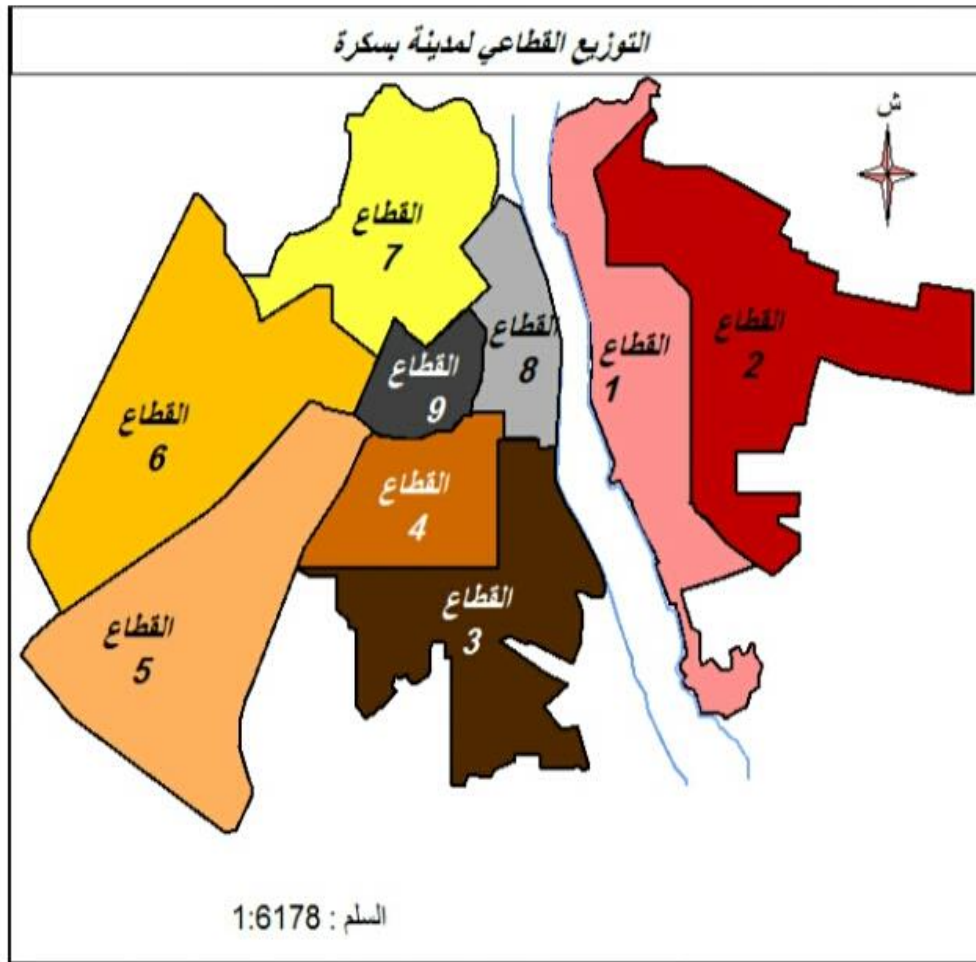 التوزيع القطاعي لمدينة بسكرة
ش
القطاع
7
القطاع
6
القطاع
9
القطاع
8
القطاع
1
القطاع
2
القطاع
4
القطاع
3
القطاع
5
السلم : 1:6178